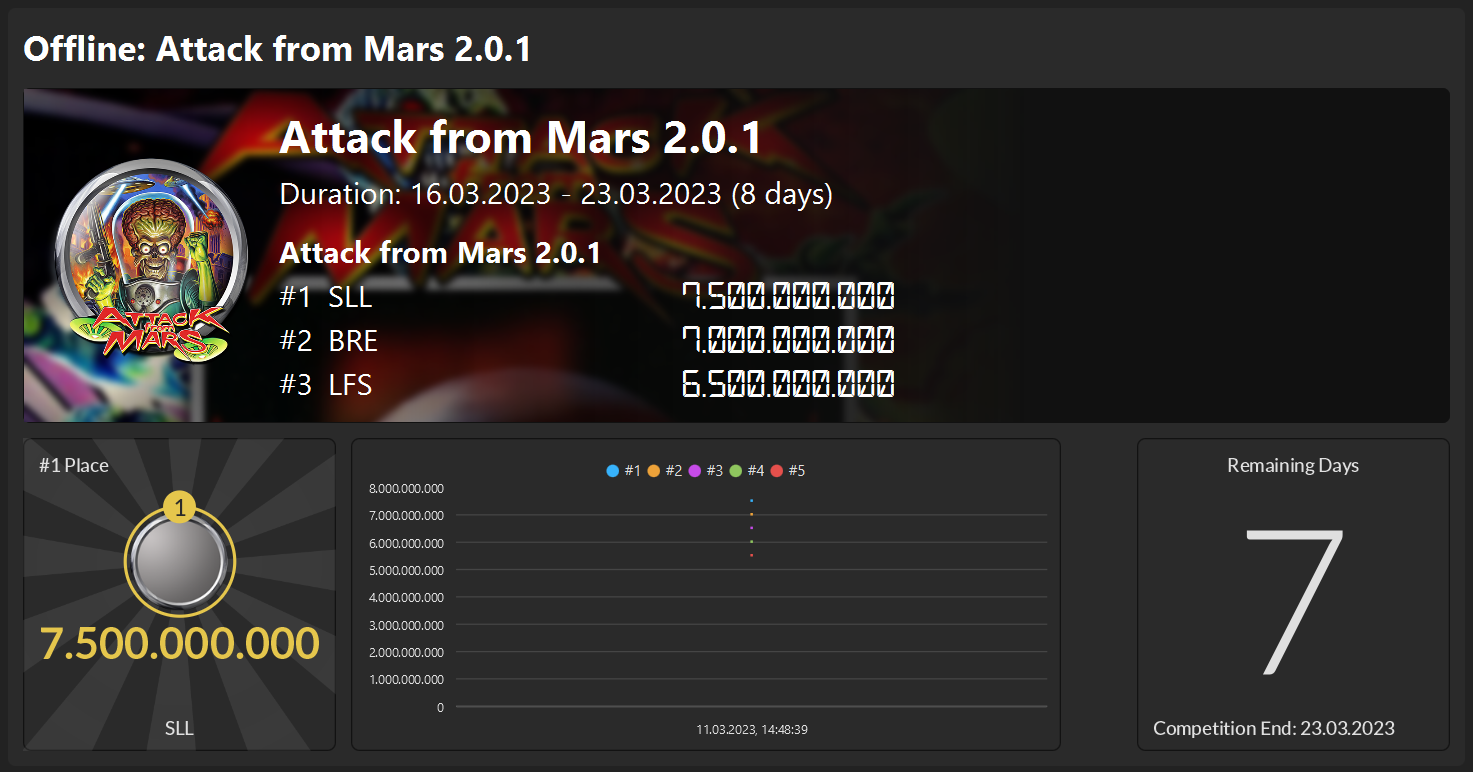 Offline: Attack from Mars 2.0.1
Attack from Mars 2.0.1
Duration: 16.03.2023 - 23.03.2023 (8 days)
Attack from Mars 2.0.1
#1 SLL 7.500.000.000
#2 BRE 7.000.000.000
#3 LFS 6.500.000.000
ATTACK
from
MARS
#1 Place
1
7.500.000.000
SLL
#1 #2 #3 #4 #5
8.000.000.000
7.000.000.000
6.000.000.000
5.000.000.000
4.000.000.000
3.000.000.000
2.000.000.000
1.000.000.000
0
11.03.2023, 14:48:39
Remaining Days
7
Competition End: 23.03.2023